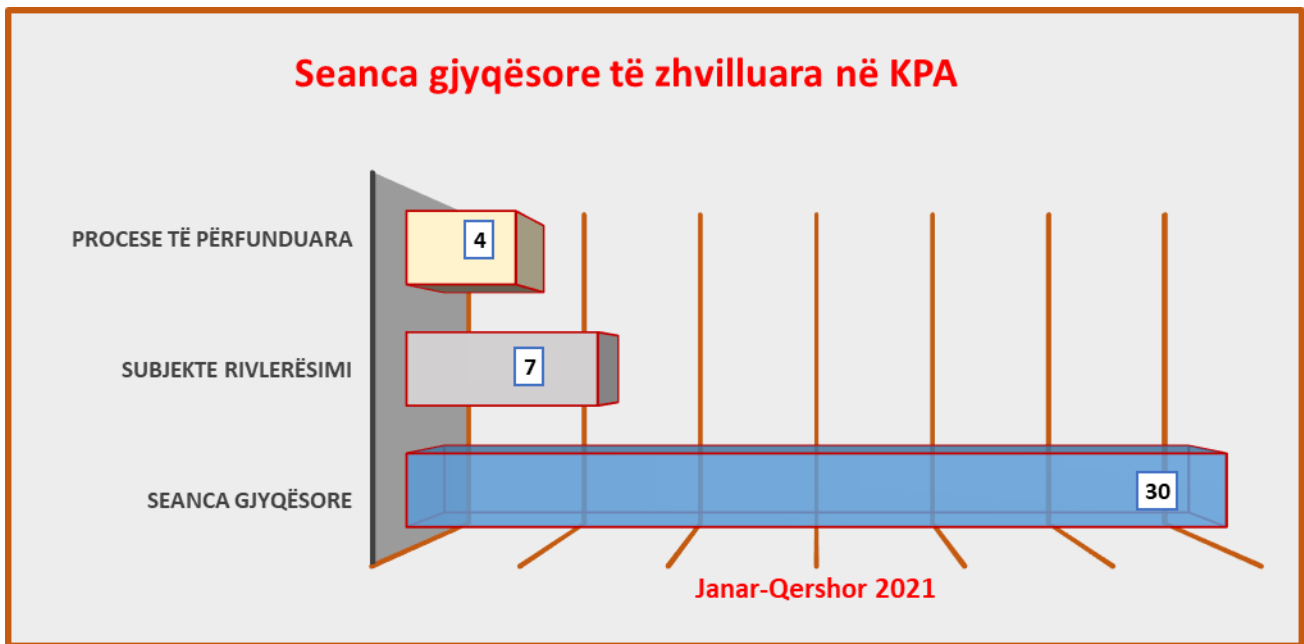 Seanca gjyqësore të zhvilluara në KPA
PROCESE TË PËRFUNDUARA
4
SUBJEKTE RIVLERËSIMI
7
SEANCA GJYQËSORE
30
Janar-Qershor 2021